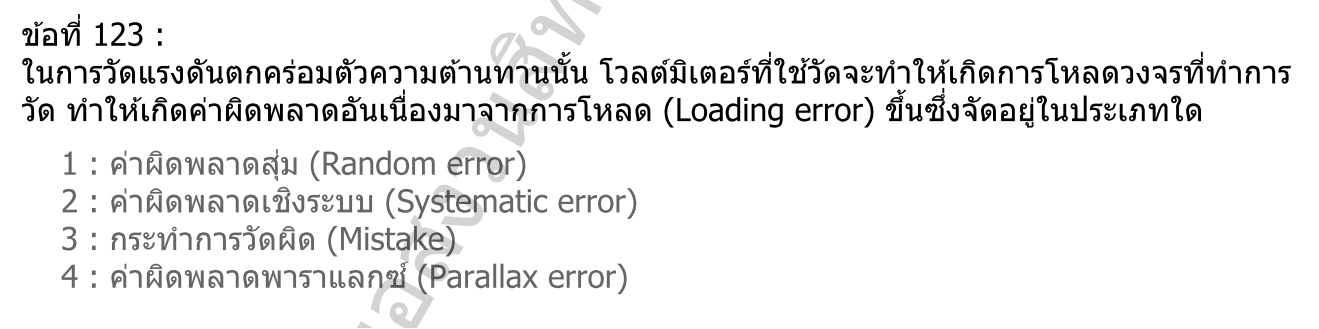 ข้อที่ 123 :
ในการวัดแรงดันตกคร่อมตัวความต้านทานนั้น โวลต์มิเตอร์ที่ใช้วัดจะทำให้เกิดการโหลดวงจรที่ทำการ
วัด ทำให้เกิดค่าผิดพลาดอันเนื่องมาจากการโหลด (Loading error) ขึ้นซึ่งจัดอยู่ในประเภทใด
1 : ค่าผิดพลาดสุ่ม (Random error)
2 : ค่าผิดพลาดเชิงระบบ (Systematic error)
3 : กระทำการวัดผิด (Mistake)
4 : ค่าผิดพลาดพาราแลกซ์ (Parallax error)